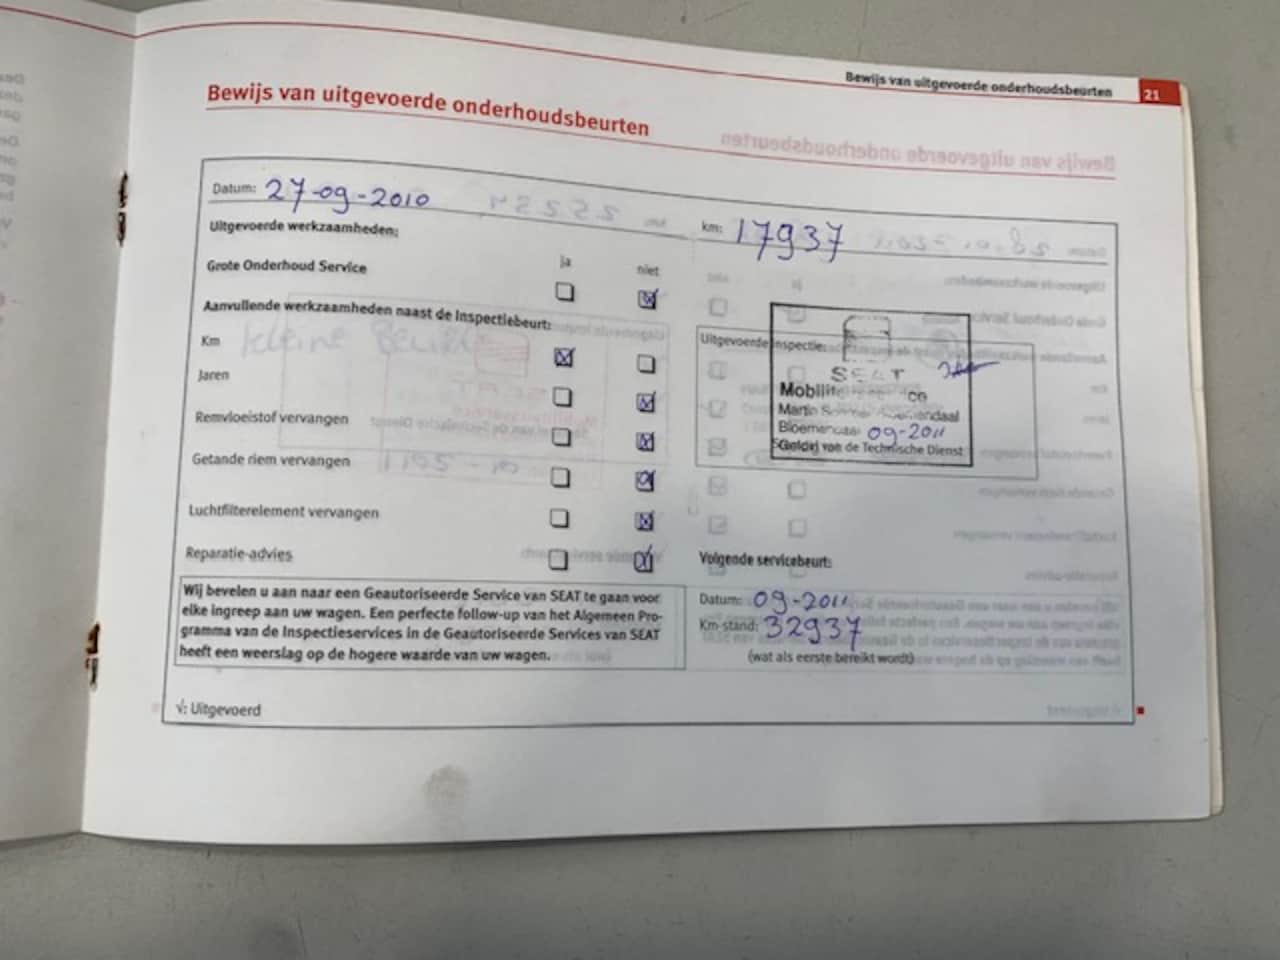 Bewijs van uitgevoerde onderhoudsbeurten 21
Bewijs van uitgevoerde onderhoudsbeurten
Datum: 27-09-2010 km: 17937
Uitgevoerde werkzaamheden:
ja niet
Grote Onderhoud Service
Aanvullende werkzaamheden naast de Inspectiebeurt:
Km
Jaren
Remvloeistof vervangen
Getande riem vervangen
Luchtfilterelement vervangen
Reparatie-advies
Uitgevoerde inspectie:
SEAT
Martin
09-2011
Geldig van de Technische Dienst
Volgende servicebeurt:
Datum: 09-2011
Km-stand: 32937
(wat als eerste bereikt wordt)
Wij bevelen u aan naar een Geautoriseerde Service van SEAT te gaan voor
elke ingreep aan uw wagen. Een perfecte follow-up van het Algemeen Pro-
gramma van de Inspectieservices in de Geautoriseerde Services van SEAT
heeft een weerslag op de hogere waarde van uw wagen.
√: Uitgevoerd